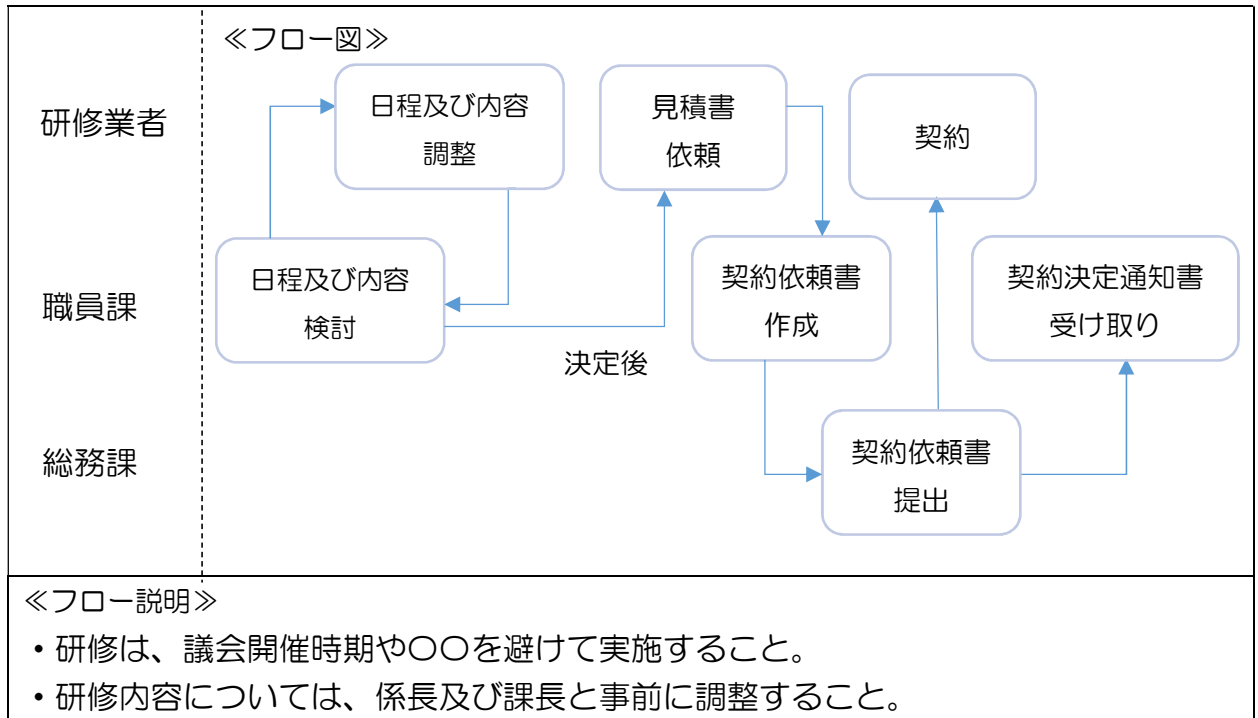 ≪フロー図≫
研修業者
日程及び内容
調整
見積書
依頼
契約
職員課
日程及び内容
検討
決定後
契約依頼書
作成
契約決定通知書
受け取り
総務課
契約依頼書
提出
≪フロー説明≫
・研修は、議会開催時期や〇〇を避けて実施すること。
・研修内容については、係長及び課長と事前に調整すること。